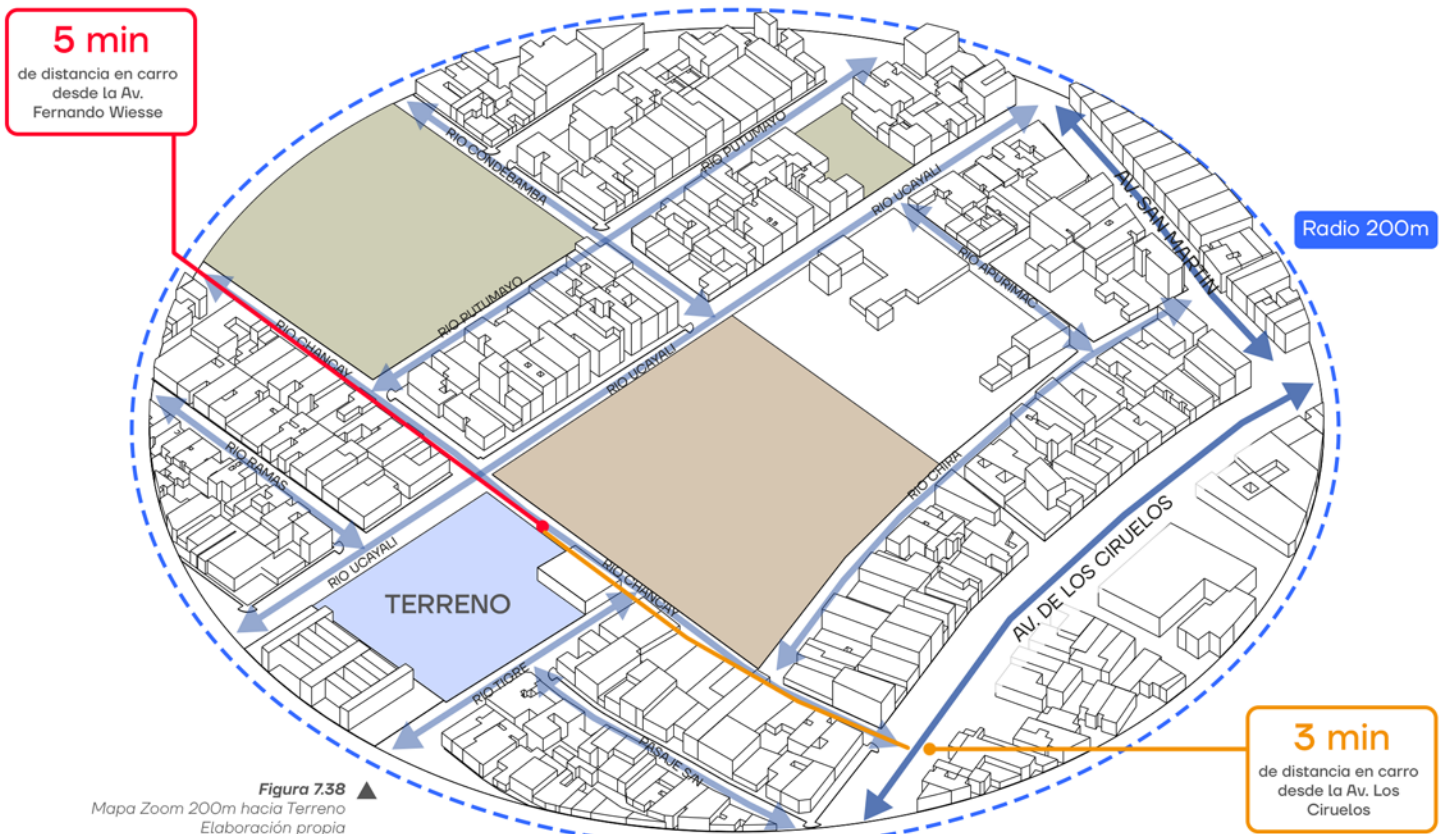 5 min
de distancia en carro
desde la Av.
Fernando Wiesse
RIO CONDEBAMBA
RIO PUTUMAYO
RIO UCAYALI
AV. SAN MARTIN
Radio 200m
RIO APURIMAC
RIO PUTUMAYO
RIO CHANCAY
RIO UCAYALI
RIO RAMAS
RIO CHIRA
RIO UCAYALI
TERRENO
RIO CHANCAY
AV. DE LOS CIRUELOS
RIO TIGRE
PASAJE S/N
3 min
de distancia en carro
desde la Av. Los
Ciruelos
Figura 7.38
Mapa Zoom 200m hacia Terreno
Elaboración propia